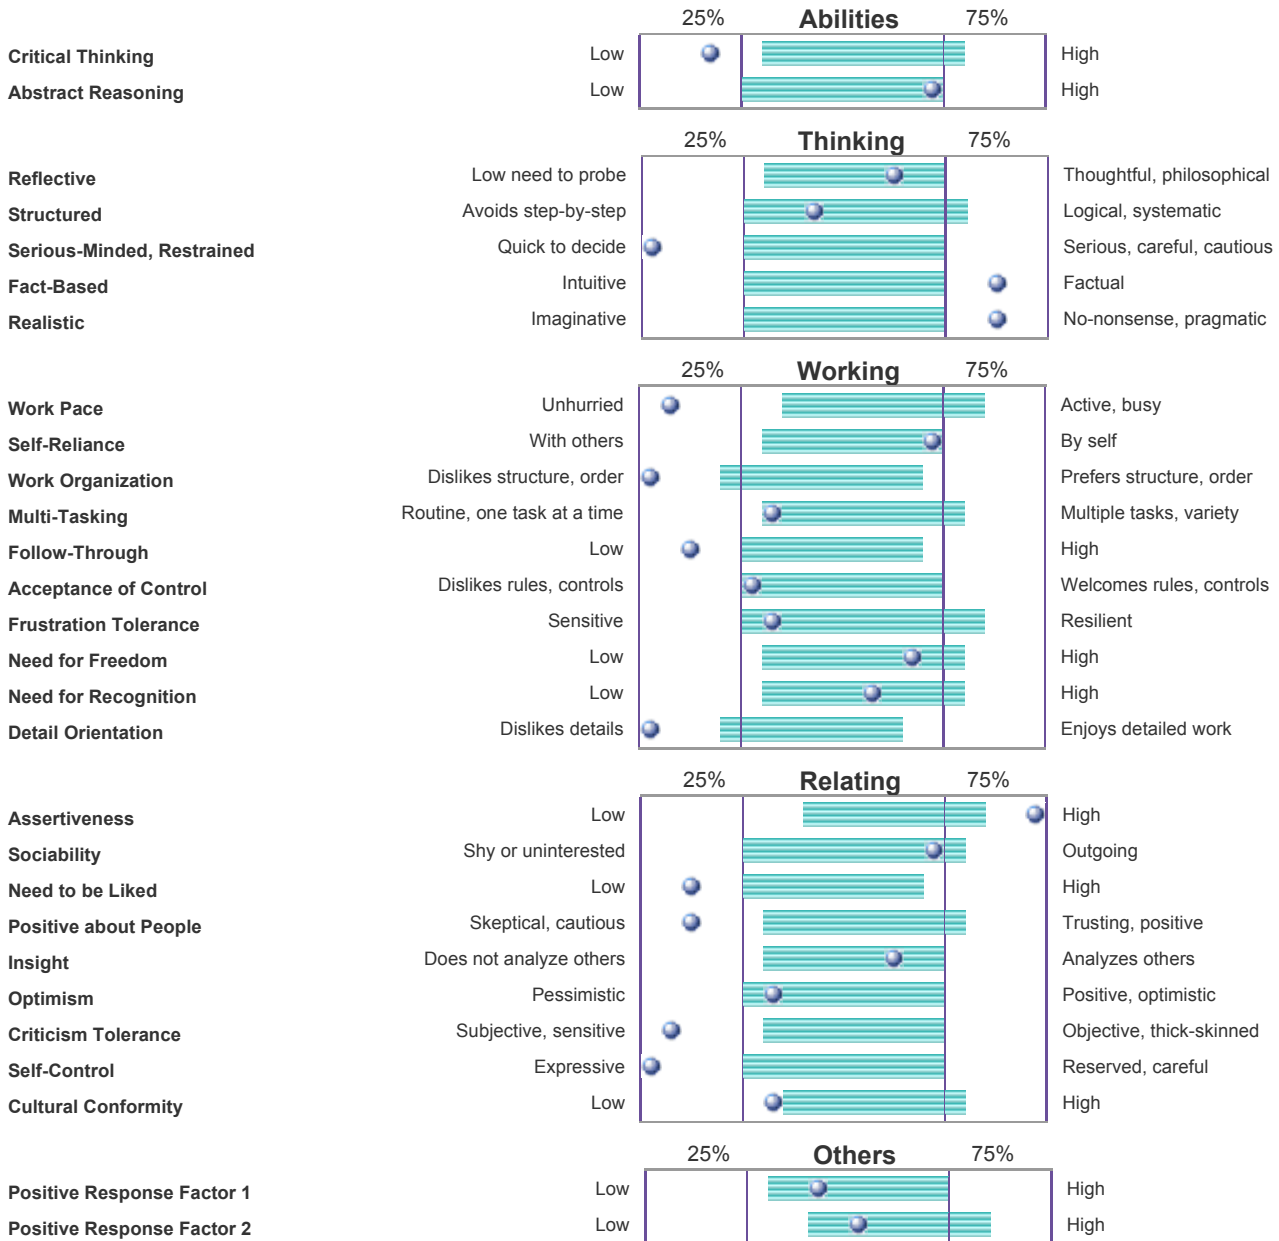 25% Abilities 75%
Critical Thinking Low High
Abstract Reasoning Low High
25% Thinking 75%
Reflective Low need to probe Thoughtful, philosophical
Structured Avoids step-by-step Logical, systematic
Serious-Minded, Restrained Quick to decide Serious, careful, cautious
Fact-Based Intuitive Factual
Realistic Imaginative No-nonsense, pragmatic
25% Working 75%
Work Pace Unhurried Active, busy
Self-Reliance With others By self
Work Organization Dislikes structure, order Prefers structure, order
Multi-Tasking Routine, one task at a time Multiple tasks, variety
Follow-Through Low High
Acceptance of Control Dislikes rules, controls Welcomes rules, controls
Frustration Tolerance Sensitive Resilient
Need for Freedom Low High
Need for Recognition Low High
Detail Orientation Dislikes details Enjoys detailed work
25% Relating 75%
Assertiveness Low High
Sociability Shy or uninterested Outgoing
Need to be Liked Low High
Positive about People Skeptical, cautious Trusting, positive
Insight Does not analyze others Analyzes others
Optimism Pessimistic Positive, optimistic
Criticism Tolerance Subjective, sensitive Objective, thick-skinned
Self-Control Expressive Reserved, careful
Cultural Conformity Low High
25% Others 75%
Positive Response Factor 1 Low High
Positive Response Factor 2 Low High